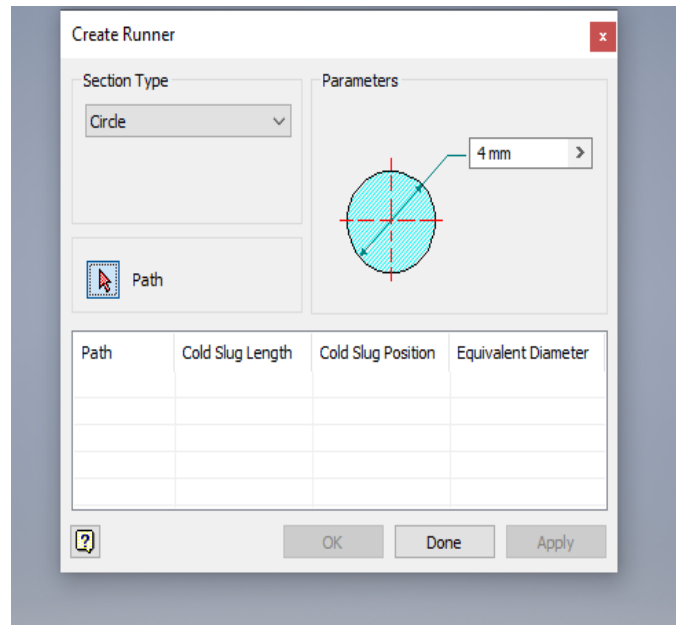 Create Runner
x
Section Type
Circle
Parameters
4 mm
Path
Path Cold Slug Length Cold Slug Position Equivalent Diameter
?
OK Done Apply